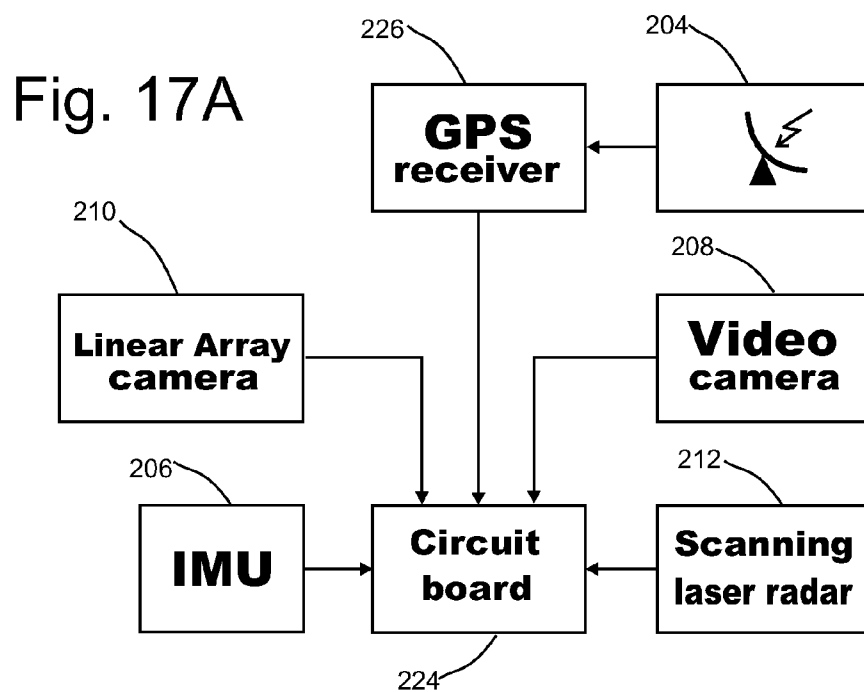 226
204
Fig. 17A
GPS
receiver
210
208
Linear Array
camera
Video
camera
206
212
IMU
Circuit
board
Scanning
laser radar
224